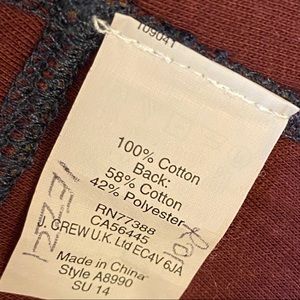 109041
100% Cotton
Back:
58% Cotton
42% Polyester
RN77388
CA56445
J. CREW U.K. Ltd EC4V 6JA
Made in China
Style A8990
SU 14